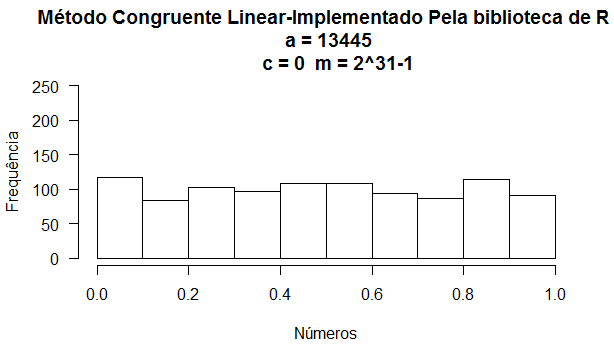 Método Congruente Linear-Implementado Pela biblioteca de R
a = 13445
c = 0 m = 2^31-1
Frequência
250
200
150
100
50
0
0.0 0.2 0.4 0.6 0.8 1.0
Números